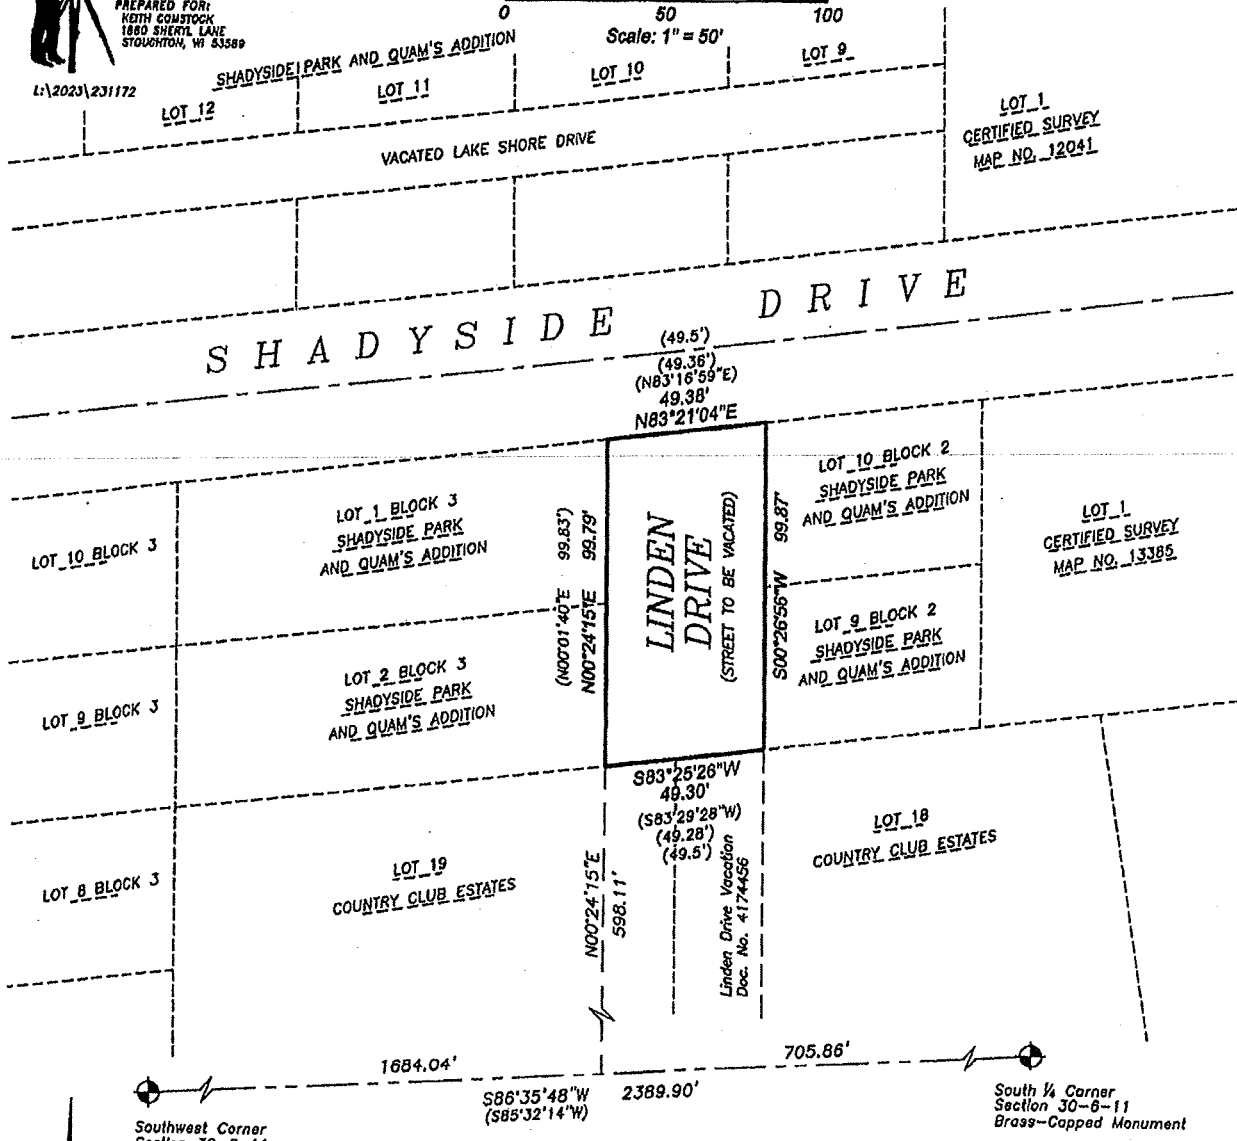 PREPARED FOR:
KEITH COMSTOCK
1880 SHERYL LANE
STOUGHTON, WI 53589
L:\2023\231172
0 50 100
Scale: 1" = 50'
SHADYSIDE PARK AND QUAM'S ADDITION
LOT 12
LOT 11
LOT 10
LOT 9
VACATED LAKE SHORE DRIVE
LOT 1
CERTIFIED SURVEY
MAP NO. 12041
SHADYSIDE DRIVE
(49.5')
(49.36')
(N83°16'59"E)
49.38'
N83°21'04"E
LOT 10 BLOCK 3
LOT 1 BLOCK 3
SHADYSIDE PARK
AND QUAM'S ADDITION
(N00°01'40"E 99.83')
N00°24'15"E 99.79'
LINDEN
DRIVE
(STREET TO BE VACATED)
S00°26'56"W 99.87'
LOT 10 BLOCK 2
SHADYSIDE PARK
AND QUAM'S ADDITION
LOT 1
CERTIFIED SURVEY
MAP NO. 13385
LOT 9 BLOCK 3
LOT 2 BLOCK 3
SHADYSIDE PARK
AND QUAM'S ADDITION
LOT 9 BLOCK 2
SHADYSIDE PARK
AND QUAM'S ADDITION
S83°25'26"W
49.30'
(S83°29'28"W)
(49.28')
(49.5')
LOT 8 BLOCK 3
LOT 19
COUNTRY CLUB ESTATES
N00°24'15"E
598.11'
Linden Drive Vacation
Doc. No. 4174456
LOT 18
COUNTRY CLUB ESTATES
1684.04'
705.86'
S86°35'48"W 2389.90'
(S85°32'14"W)
Southwest Corner
South ¼ Corner
Section 30-6-11
Brass-Capped Monument